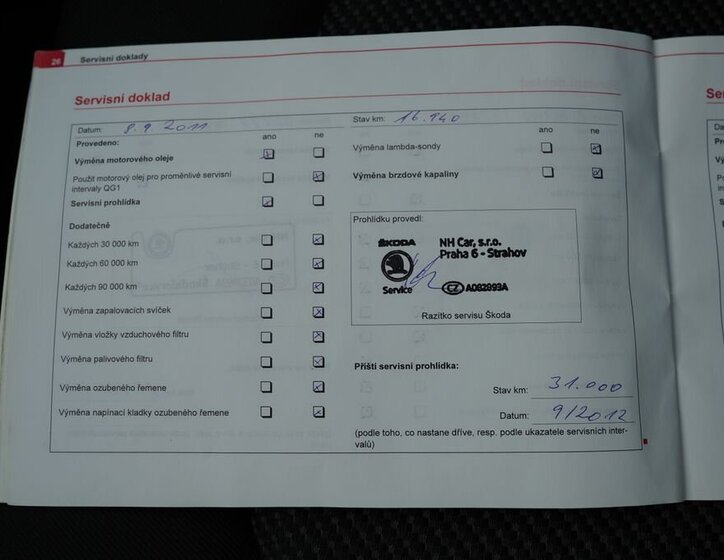 26 Servisní doklady
Servisní doklad
Datum: 8.9.2011
Stav km: 16.940
Provedeno:
ano ne
ano ne
Výměna motorového oleje
Výměna lambda-sondy
Použit motorový olej pro proměnlivé servisní
intervaly QG1
Výměna brzdové kapaliny
Servisní prohlídka
Dodatečně
Každých 30 000 km
Každých 60 000 km
Každých 90 000 km
Výměna zapalovacích svíček
Výměna vložky vzduchového filtru
Výměna palivového filtru
Výměna ozubeného řemene
Výměna napínací kladky ozubeného řemene
Prohlídku provedl:
ŠKODA
NH Car, s.r.o.
Praha 6 - Strahov
Service
CZ A082893A
Razítko servisu Škoda
Příští servisní prohlídka:
Stav km: 31.000
Datum: 9/2012
(podle toho, co nastane dříve, resp. podle ukazatele servisních inter-
valů)